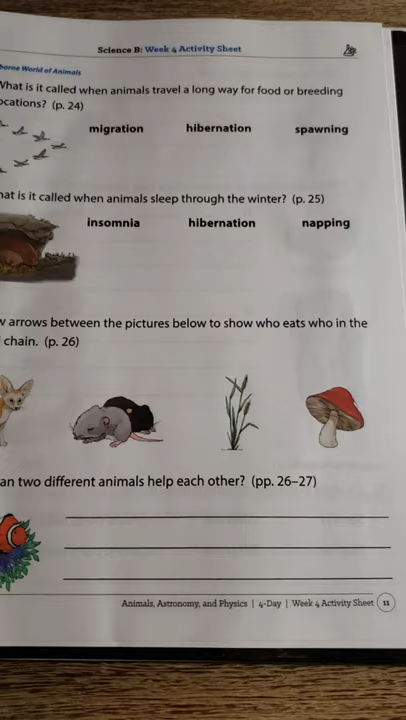 Science B: Week 4 Activity Sheet
borne World of Animals
What is it called when animals travel a long way for food or breeding
ocations? (p. 24)
migration hibernation spawning
hat is it called when animals sleep through the winter? (p. 25)
insomnia hibernation napping
w arrows between the pictures below to show who eats who in the
chain. (p. 26)
an two different animals help each other? (pp. 26–27)
Animals, Astronomy, and Physics | 4-Day | Week 4 Activity Sheet 11